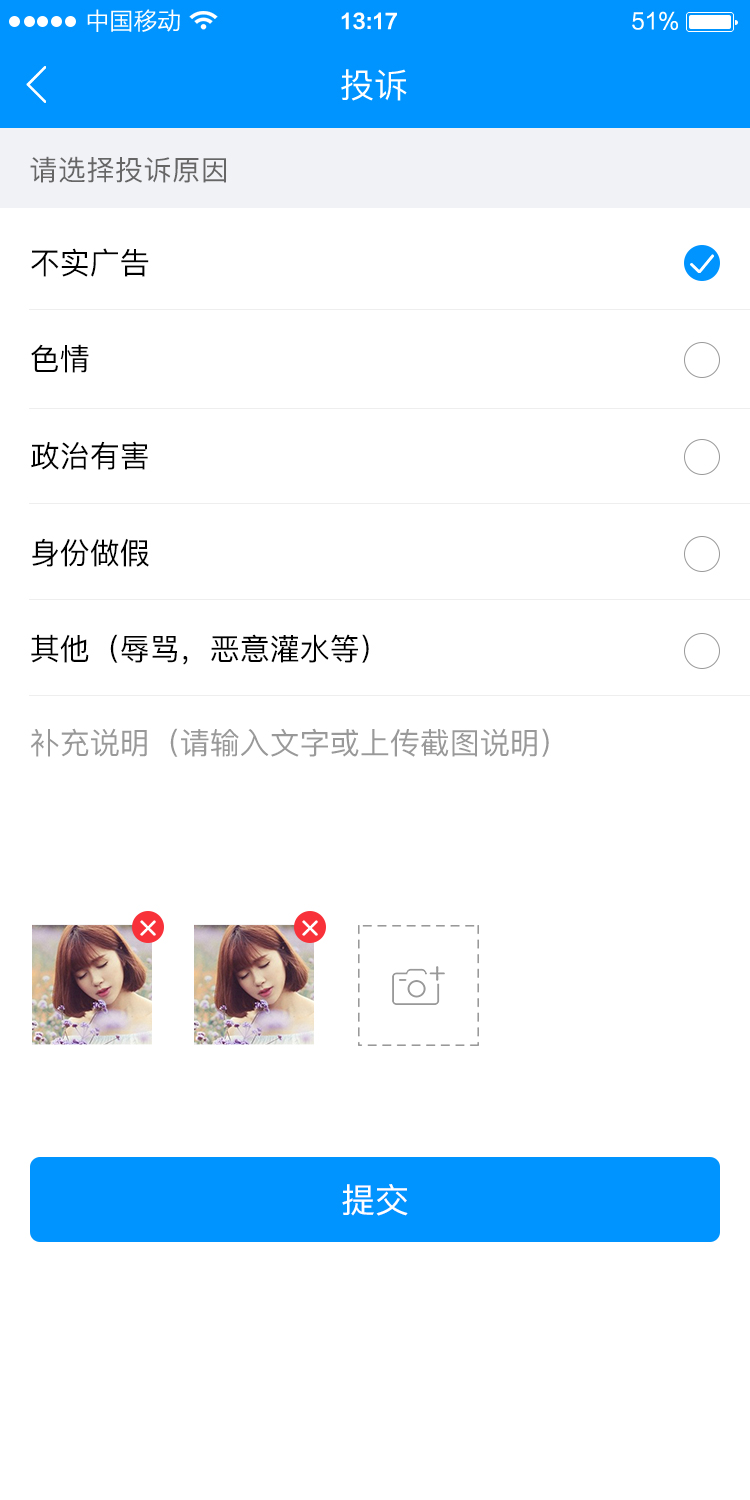 中国移动 13:17 51%
投诉
请选择投诉原因
不实广告
色情
政治有害
身份做假
其他（辱骂，恶意灌水等）
补充说明（请输入文字或上传截图说明）
提交